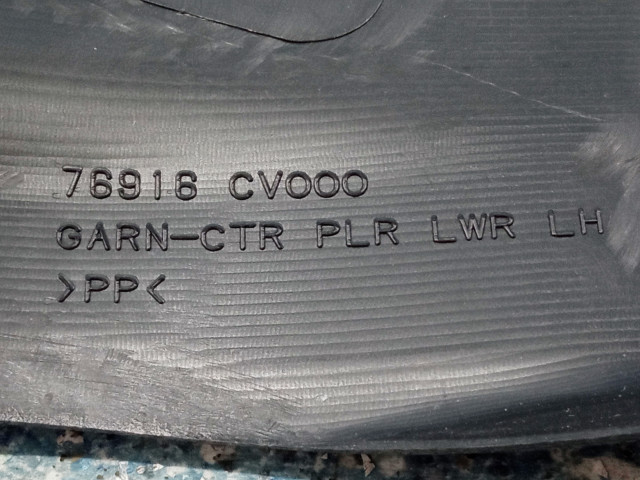 76916 CV000
GARN-CTR PLR LWR LH
>PP<